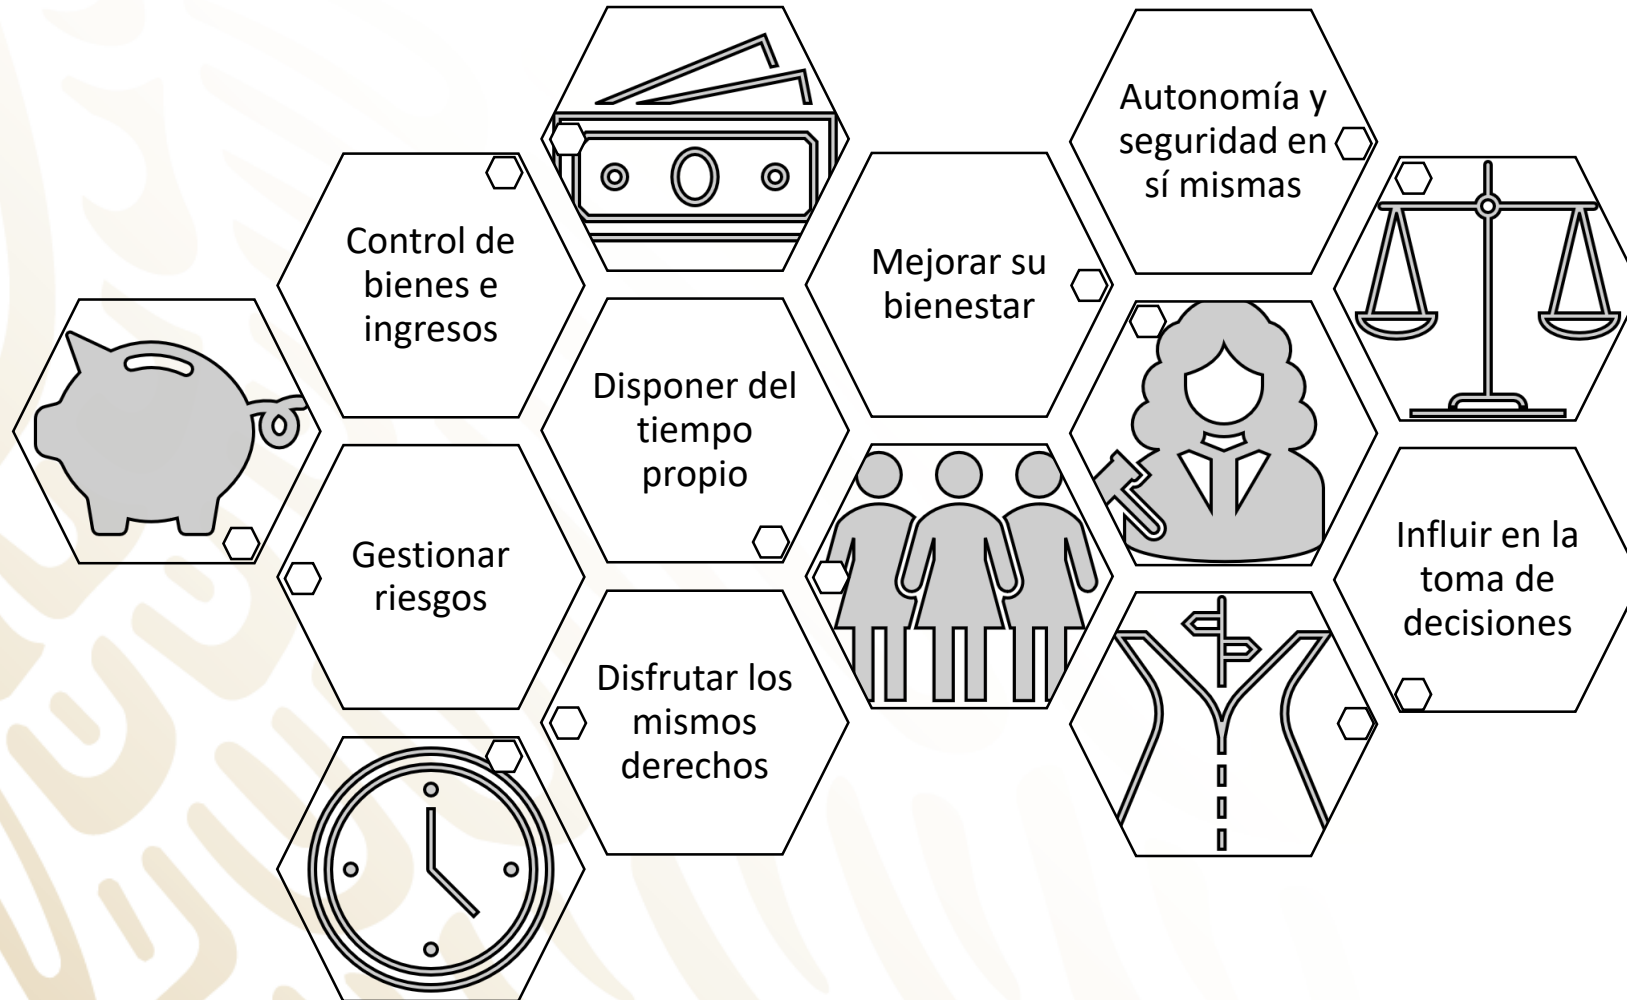 Control de
bienes e
ingresos
Gestionar
riesgos
Disponer del
tiempo
propio
Disfrutar los
mismos
derechos
Mejorar su
bienestar
Autonomía y
seguridad en
sí mismas
Influir en la
toma de
decisiones